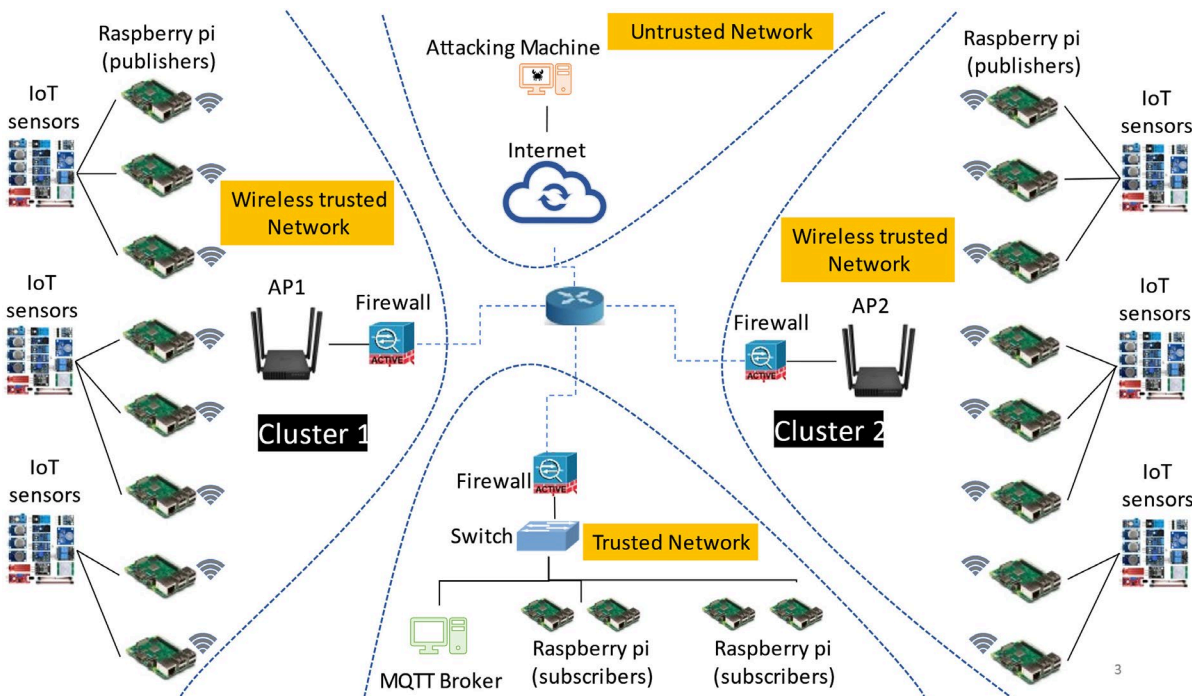 Raspberry pi
(publishers)
IoT
sensors
Wireless trusted
Network
IoT
sensors
AP1
Firewall
ACTIVE
Cluster 1
IoT
sensors
Attacking Machine
Untrusted Network
Internet
Firewall
ACTIVE
Switch
Trusted Network
MQTT Broker
Raspberry pi
(subscribers)
Raspberry pi
(subscribers)
Raspberry pi
(publishers)
IoT
sensors
Wireless trusted
Network
AP2
Firewall
ACTIVE
Cluster 2
IoT
sensors
IoT
sensors
3